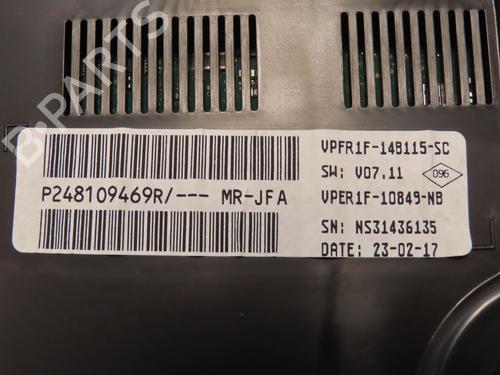 B-PARTS
VPFR1F-14B115-SC
SW: V07.11
096
P248109469R/--- MR-JFA
VPER1F-10849-NB
SN: NS31436135
DATE: 23-02-17